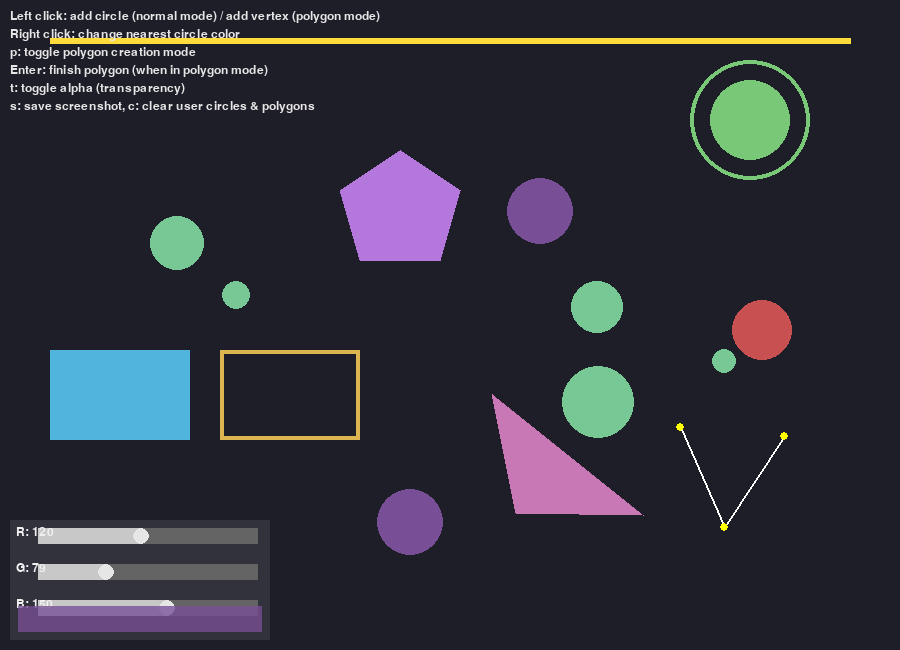 Left click: add circle (normal mode) / add vertex (polygon mode)
Right click: change nearest circle color
p: toggle polygon creation mode
Enter: finish polygon (when in polygon mode)
t: toggle alpha (transparency)
s: save screenshot, c: clear user circles & polygons
R: 120
G: 79
B: 150